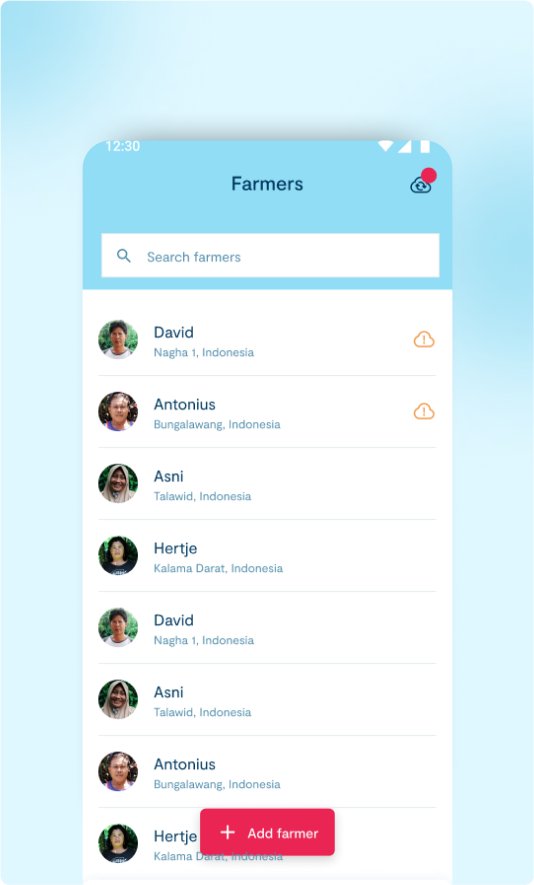 12:30
Farmers
Search farmers
David
Nagha 1, Indonesia
Antonius
Bungalawang, Indonesia
Asni
Talawid, Indonesia
Hertje
Kalama Darat, Indonesia
David
Nagha 1, Indonesia
Asni
Talawid, Indonesia
Antonius
Bungalawang, Indonesia
Hertje
Add farmer
Kalama Darat, Indonesia